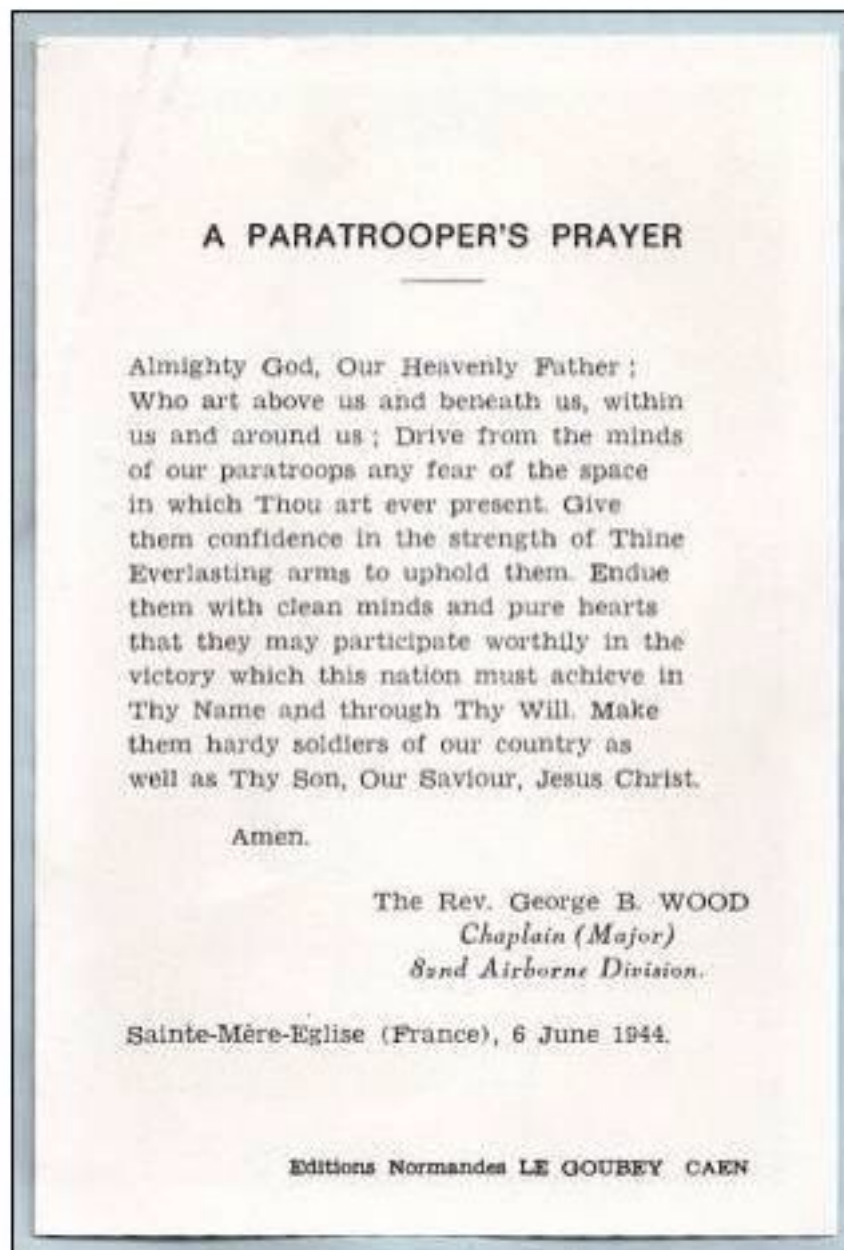 A PARATROOPER'S PRAYER
Almighty God, Our Heavenly Father ;
Who art above us and beneath us, within
us and around us ; Drive from the minds
of our paratroops any fear of the space
in which Thou art ever present. Give
them confidence in the strength of Thine
Everlasting arms to uphold them. Endue
them with clean minds and pure hearts
that they may participate worthily in the
victory which this nation must achieve in
Thy Name and through Thy Will. Make
them hardy soldiers of our country as
well as Thy Son, Our Saviour, Jesus Christ.
Amen.
The Rev. George B. WOOD
Chaplain (Major)
82nd Airborne Division.
Sainte-Mère-Eglise (France), 6 June 1944.
Editions Normandes LE GOUBEY CAEN